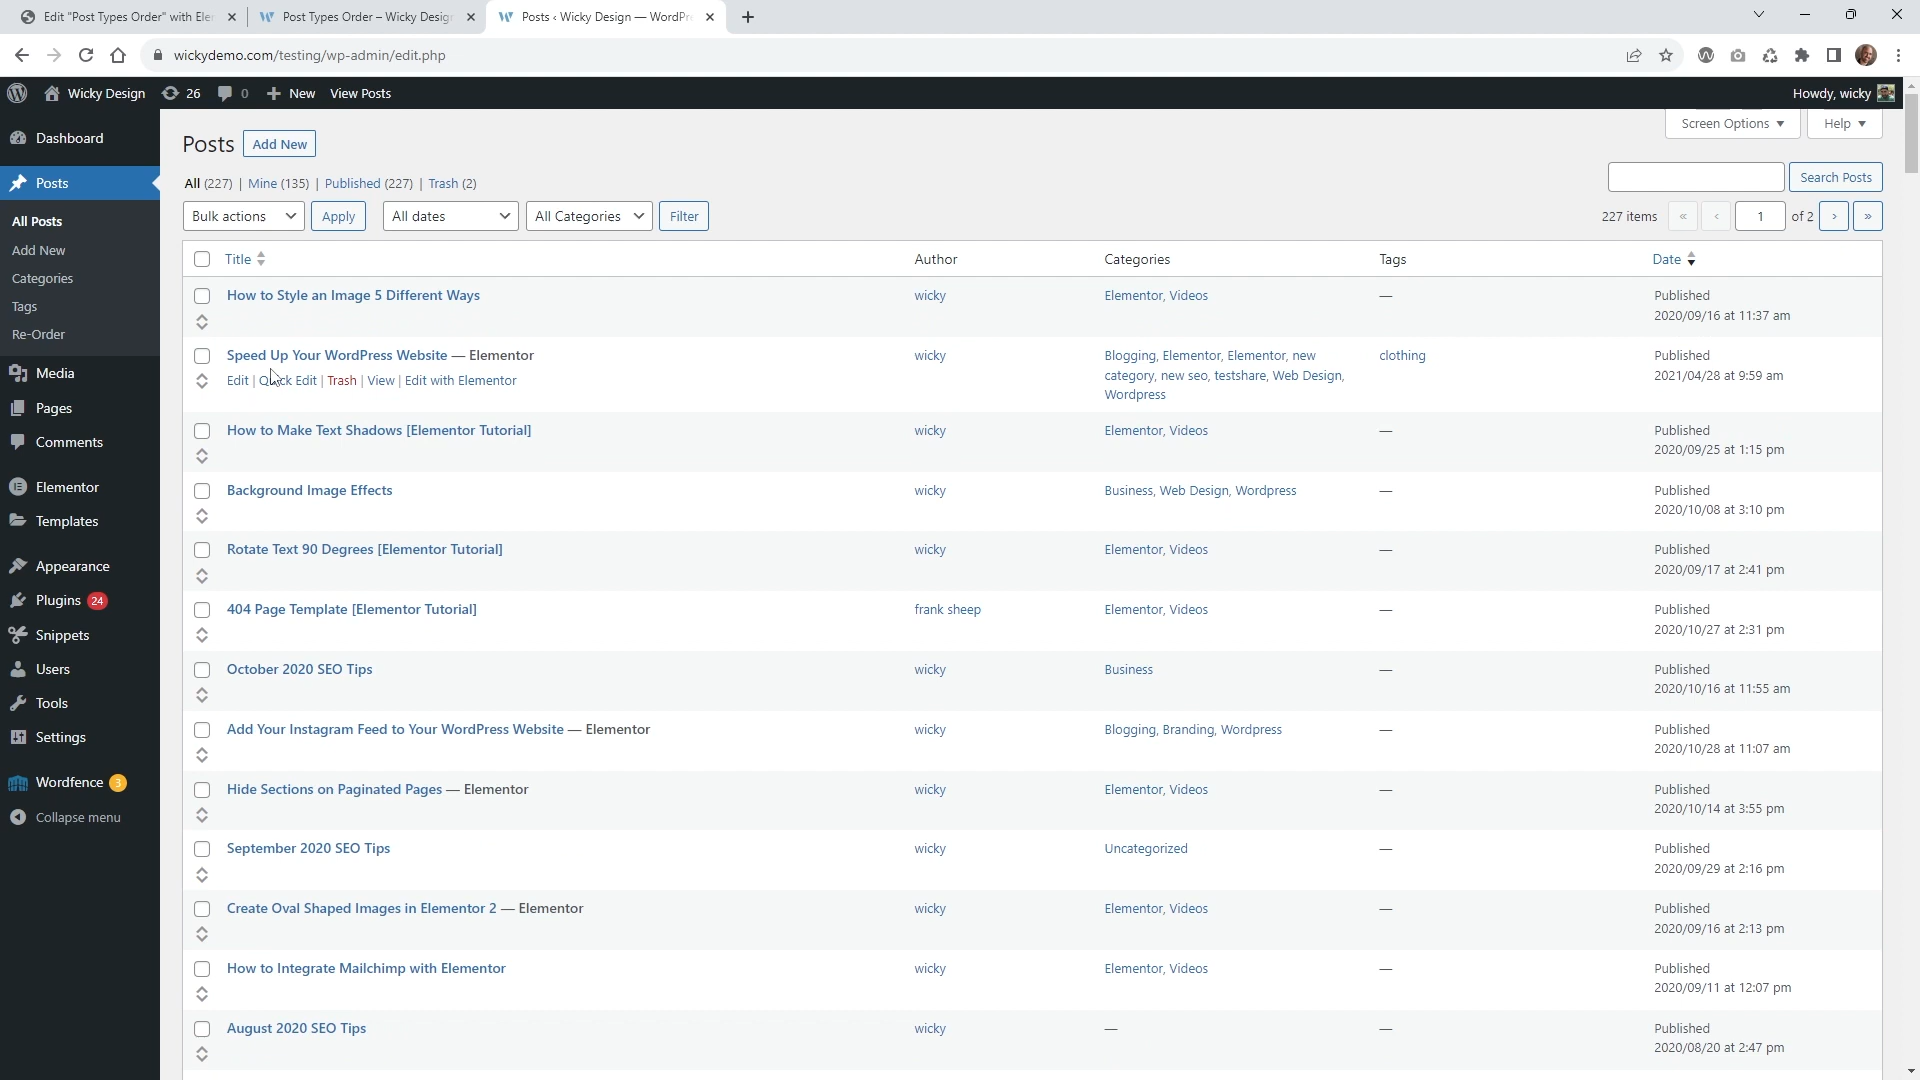 Edit "Post Types Order" with Ele
Post Types Order – Wicky Desig
Posts ‹ Wicky Design — WordPr
wickydemo.com/testing/wp-admin/edit.php
Wicky Design 26 0 New View Posts
Howdy, wicky
Dashboard
Posts
All Posts
Add New
Categories
Tags
Re-Order
Media
Pages
Comments
Elementor
Templates
Appearance
Plugins 24
Snippets
Users
Tools
Settings
Wordfence 3
Collapse menu
Screen Options
Help
Posts Add New
All (227) | Mine (135) | Published (227) | Trash (2)
Search Posts
Bulk actions Apply All dates All Categories Filter
227 items « ‹ 1 of 2 › »
Title Author Categories Tags Date
How to Style an Image 5 Different Ways wicky Elementor, Videos — Published
2020/09/16 at 11:37 am
Speed Up Your WordPress Website — Elementor wicky Blogging, Elementor, Elementor, new clothing Published
Edit | Quick Edit | Trash | View | Edit with Elementor category, new seo, testshare, Web Design, 2021/04/28 at 9:59 am
Wordpress
How to Make Text Shadows [Elementor Tutorial] wicky Elementor, Videos — Published
2020/09/25 at 1:15 pm
Background Image Effects wicky Business, Web Design, Wordpress — Published
2020/10/08 at 3:10 pm
Rotate Text 90 Degrees [Elementor Tutorial] wicky Elementor, Videos — Published
2020/09/17 at 2:41 pm
404 Page Template [Elementor Tutorial] frank sheep Elementor, Videos — Published
2020/10/27 at 2:31 pm
October 2020 SEO Tips wicky Business — Published
2020/10/16 at 11:55 am
Add Your Instagram Feed to Your WordPress Website — Elementor wicky Blogging, Branding, Wordpress — Published
2020/10/28 at 11:07 am
Hide Sections on Paginated Pages — Elementor wicky Elementor, Videos — Published
2020/10/14 at 3:55 pm
September 2020 SEO Tips wicky Uncategorized — Published
2020/09/29 at 2:16 pm
Create Oval Shaped Images in Elementor 2 — Elementor wicky Elementor, Videos — Published
2020/09/16 at 2:13 pm
How to Integrate Mailchimp with Elementor wicky Elementor, Videos — Published
2020/09/11 at 12:07 pm
August 2020 SEO Tips wicky — — Published
2020/08/20 at 2:47 pm